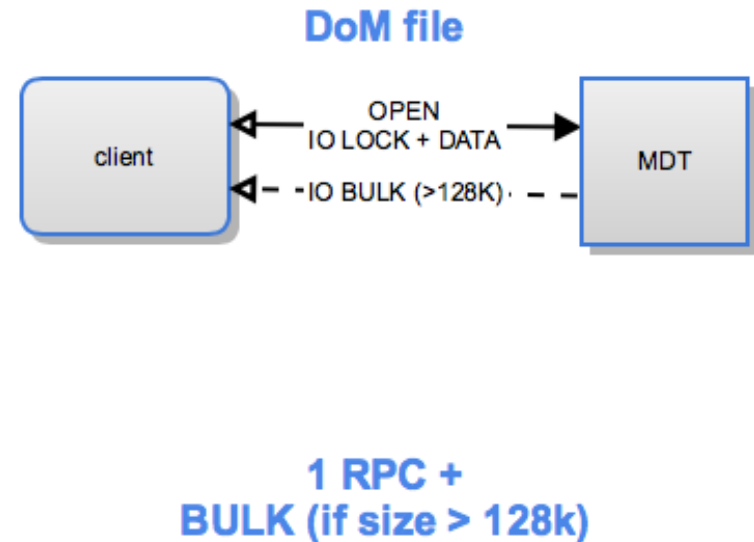 DoM file
client
OPEN
IO LOCK + DATA
MDT
IO BULK (>128K)
1 RPC +
BULK (if size > 128k)